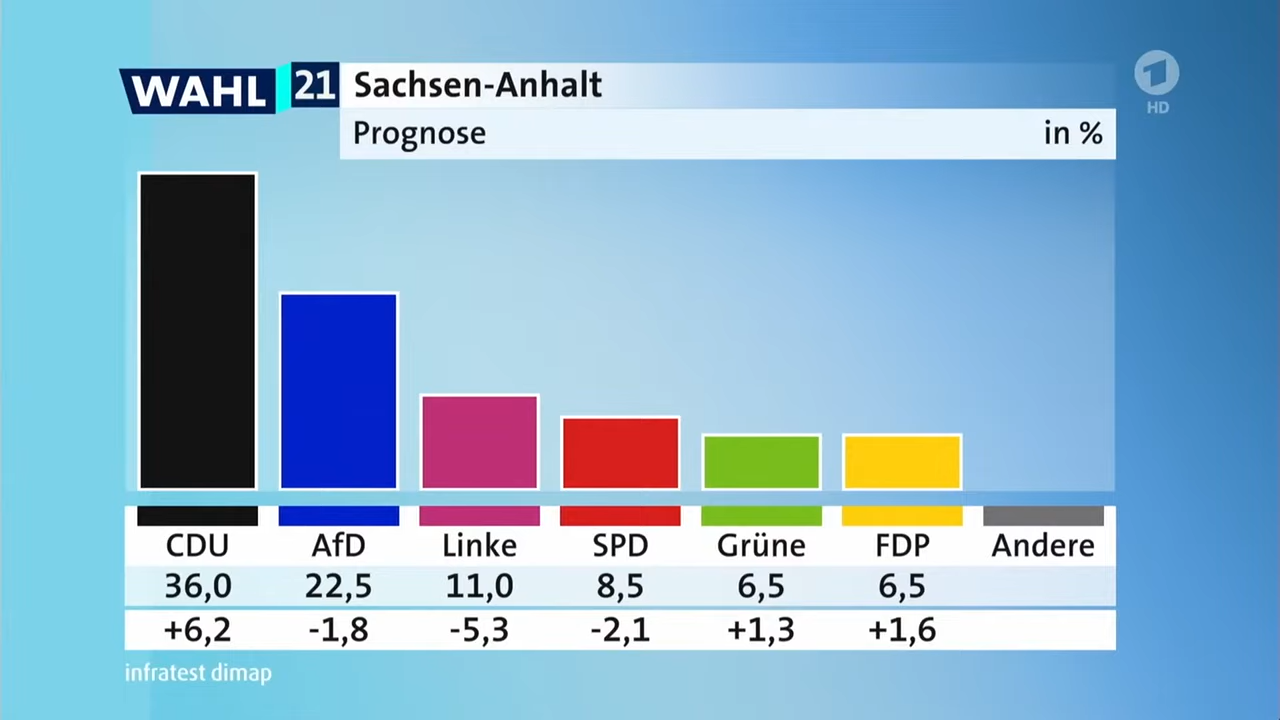 WAHL 21 Sachsen-Anhalt
Prognose in %
1
HD
CDU AfD Linke SPD Grüne FDP Andere
36,0 22,5 11,0 8,5 6,5 6,5
+6,2 -1,8 -5,3 -2,1 +1,3 +1,6
infratest dimap